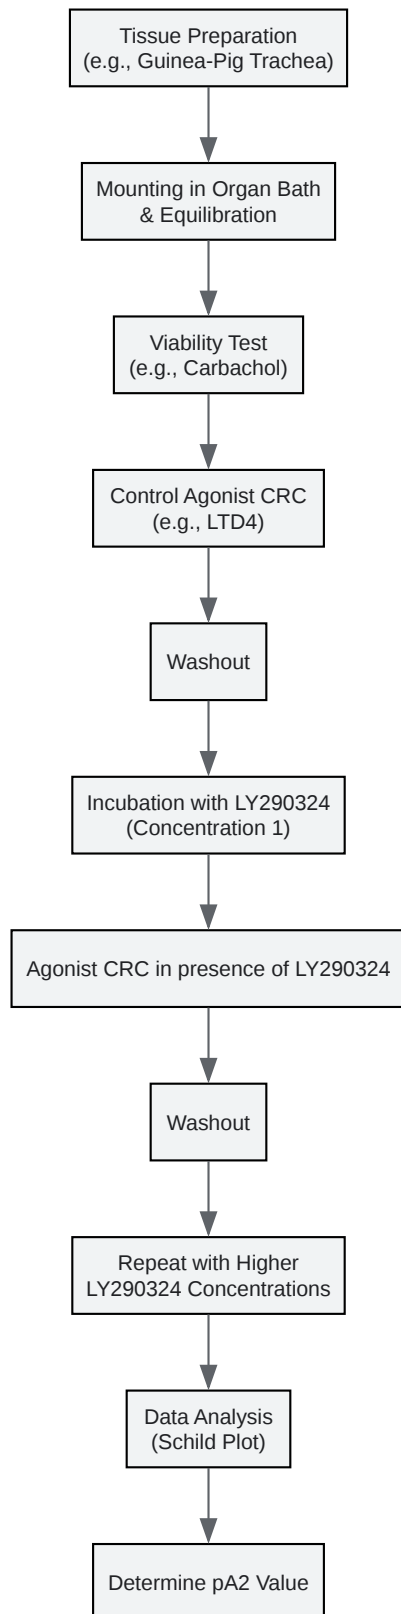 Tissue Preparation
(e.g., Guinea-Pig Trachea)
Mounting in Organ Bath
& Equilibration
Viability Test
(e.g., Carbachol)
Control Agonist CRC
(e.g., LTD4)
Washout
Incubation with LY290324
(Concentration 1)
Agonist CRC in presence of LY290324
Washout
Repeat with Higher
LY290324 Concentrations
Data Analysis
(Schild Plot)
Determine pA2 Value